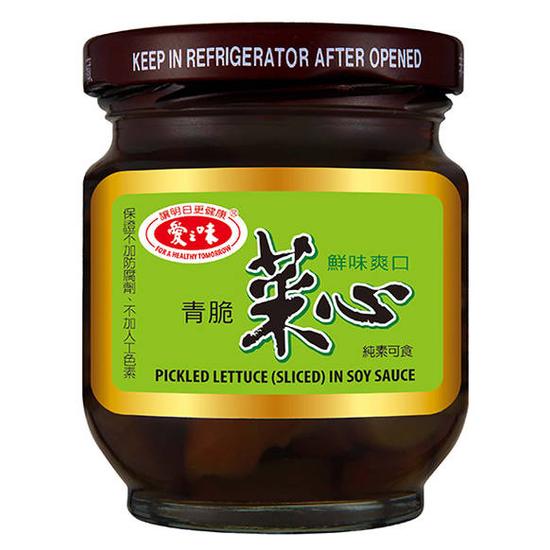 KEEP IN REFRIGERATOR AFTER OPENED
讓明日更健康
愛之味
FOR A HEALTHY TOMORROW
保證不加防腐劑、不加人工色素
青脆
菜心
鮮味爽口
純素可食
PICKLED LETTUCE (SLICED) IN SOY SAUCE